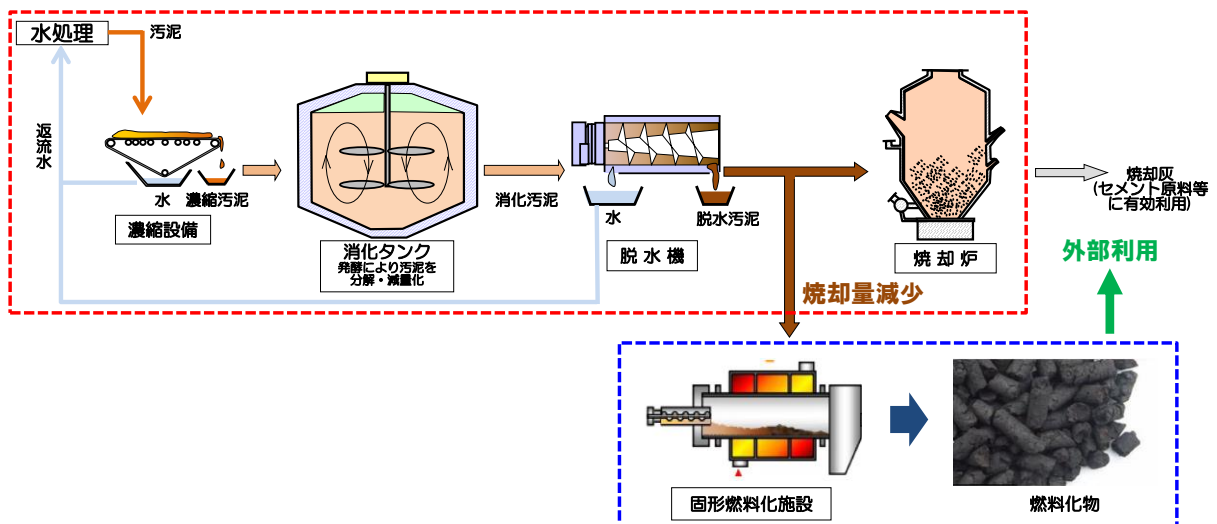 水処理
汚泥
返流水
水
濃縮汚泥
濃縮設備
消化タンク
発酵により汚泥を
分解・減量化
消化汚泥
水
脱水汚泥
脱水機
焼却炉
焼却灰
(セメント原料等
に有効利用)
外部利用
焼却量減少
固形燃料化施設
燃料化物